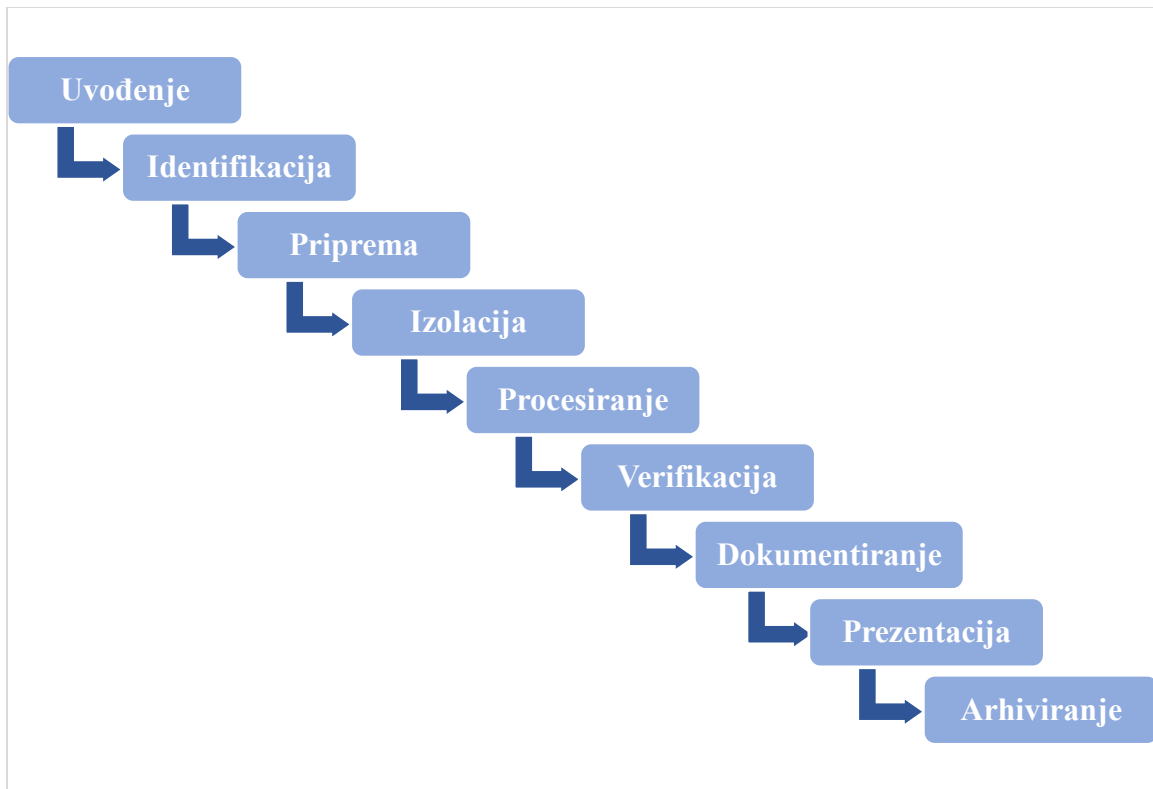 Uvođenje
Identifikacija
Priprema
Izolacija
Procesiranje
Verifikacija
Dokumentiranje
Prezentacija
Arhiviranje